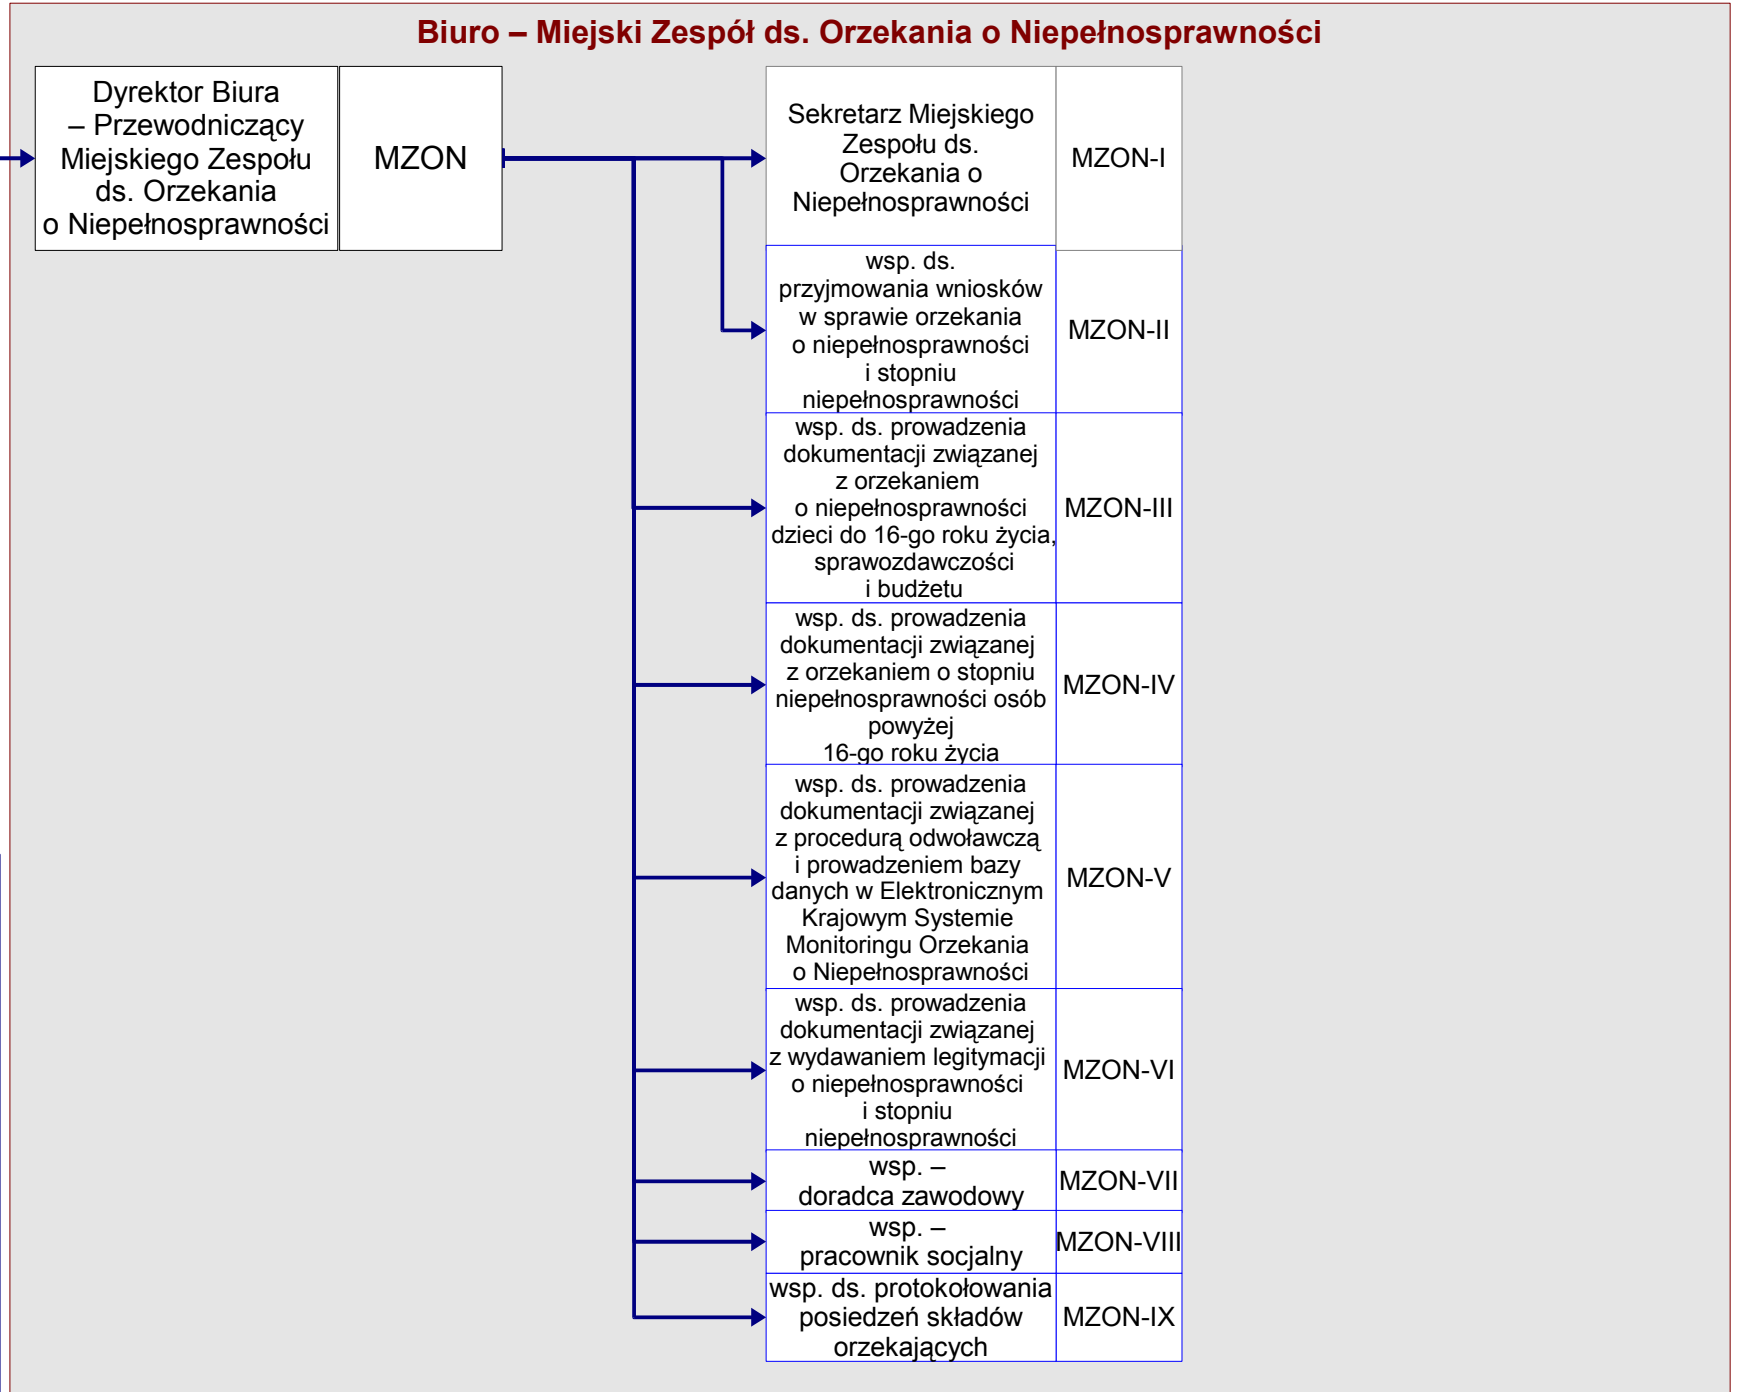 Biuro – Miejski Zespół ds. Orzekania o Niepełnosprawności
Dyrektor Biura
– Przewodniczący
Miejskiego Zespołu
ds. Orzekania
o Niepełnosprawności
MZON
Sekretarz Miejskiego
Zespołu ds.
Orzekania o
Niepełnosprawności
MZON-I
wsp. ds.
przyjmowania wniosków
w sprawie orzekania
o niepełnosprawności
i stopniu
niepełnosprawności
MZON-II
wsp. ds. prowadzenia
dokumentacji związanej
z orzekaniem
o niepełnosprawności
dzieci do 16-go roku życia,
sprawozdawczości
i budżetu
MZON-III
wsp. ds. prowadzenia
dokumentacji związanej
z orzekaniem o stopniu
niepełnosprawności osób
powyżej
16-go roku życia
MZON-IV
wsp. ds. prowadzenia
dokumentacji związanej
z procedurą odwoławczą
i prowadzeniem bazy
danych w Elektronicznym
Krajowym Systemie
Monitoringu Orzekania
o Niepełnosprawności
MZON-V
wsp. ds. prowadzenia
dokumentacji związanej
z wydawaniem legitymacji
o niepełnosprawności
i stopniu
niepełnosprawności
MZON-VI
wsp. –
doradca zawodowy
MZON-VII
wsp. –
pracownik socjalny
MZON-VIII
wsp. ds. protokołowania
posiedzeń składów
orzekających
MZON-IX